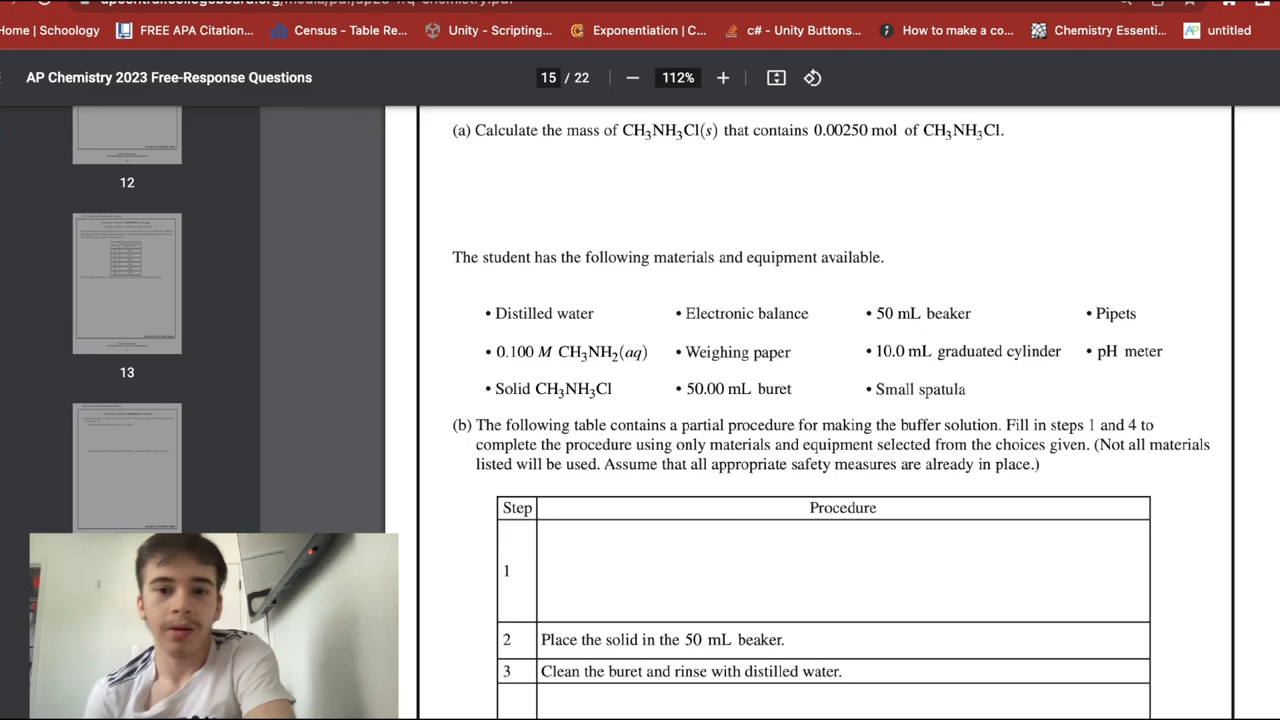 Home | Schoology FREE APA Citation... Census - Table Re... Unity - Scripting... Exponentiation | C... c# - Unity Buttons... How to make a co... Chemistry Essenti... untitled
AP Chemistry 2023 Free-Response Questions 15 / 22 112%
12
13
(a) Calculate the mass of CH3NH3Cl(s) that contains 0.00250 mol of CH3NH3Cl.
The student has the following materials and equipment available.
• Distilled water • Electronic balance • 50 mL beaker • Pipets
• 0.100 M CH3NH2(aq) • Weighing paper • 10.0 mL graduated cylinder • pH meter
• Solid CH3NH3Cl • 50.00 mL buret • Small spatula
(b) The following table contains a partial procedure for making the buffer solution. Fill in steps 1 and 4 to
complete the procedure using only materials and equipment selected from the choices given. (Not all materials
listed will be used. Assume that all appropriate safety measures are already in place.)
Step Procedure
1
2 Place the solid in the 50 mL beaker.
3 Clean the buret and rinse with distilled water.